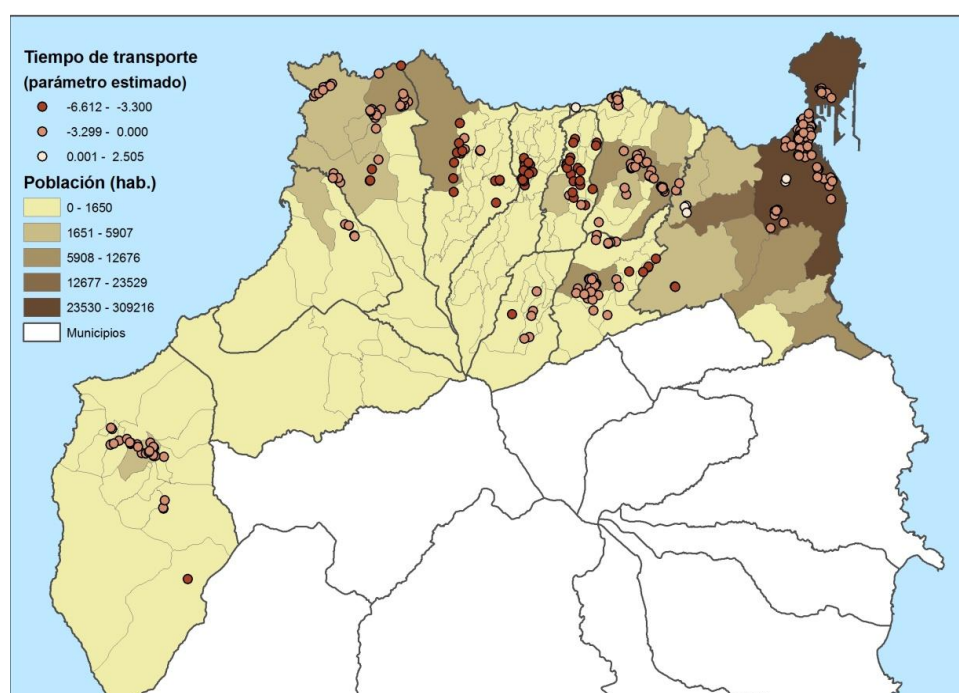 Tiempo de transporte
(parámetro estimado)
-6.612 - -3.300
-3.299 - 0.000
0.001 - 2.505
Población (hab.)
0 - 1650
1651 - 5907
5908 - 12676
12677 - 23529
23530 - 309216
Municipios